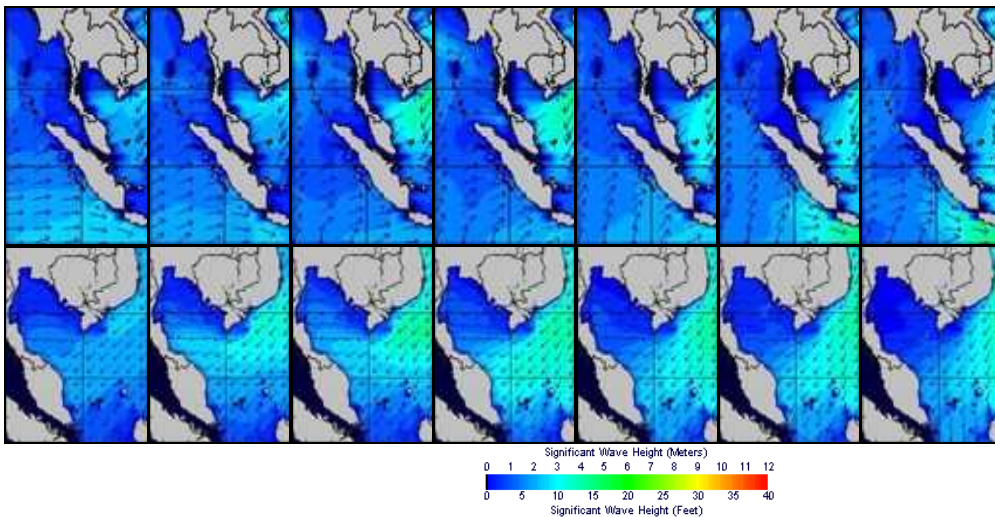 Significant Wave Height (Meters)
0 1 2 3 4 5 6 7 8 9 10 11 12
0 5 10 15 20 25 30 35 40
Significant Wave Height (Feet)